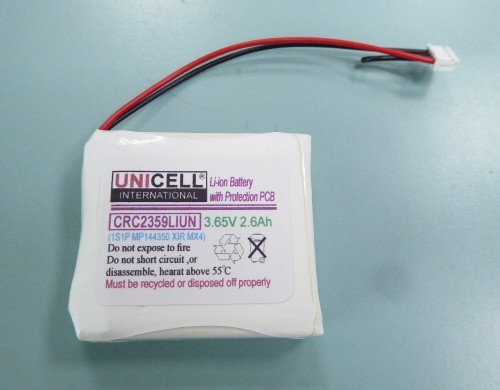 UNICELL®
INTERNATIONAL
Li-ion Battery
with Protection PCB
CRC2359LIUN 3.65V 2.6Ah
(1S1P MP144350 XIR MX4)
Do not expose to fire
Do not short circuit ,or
disassemble, hearat above 55°C
Must be recycled or disposed off property